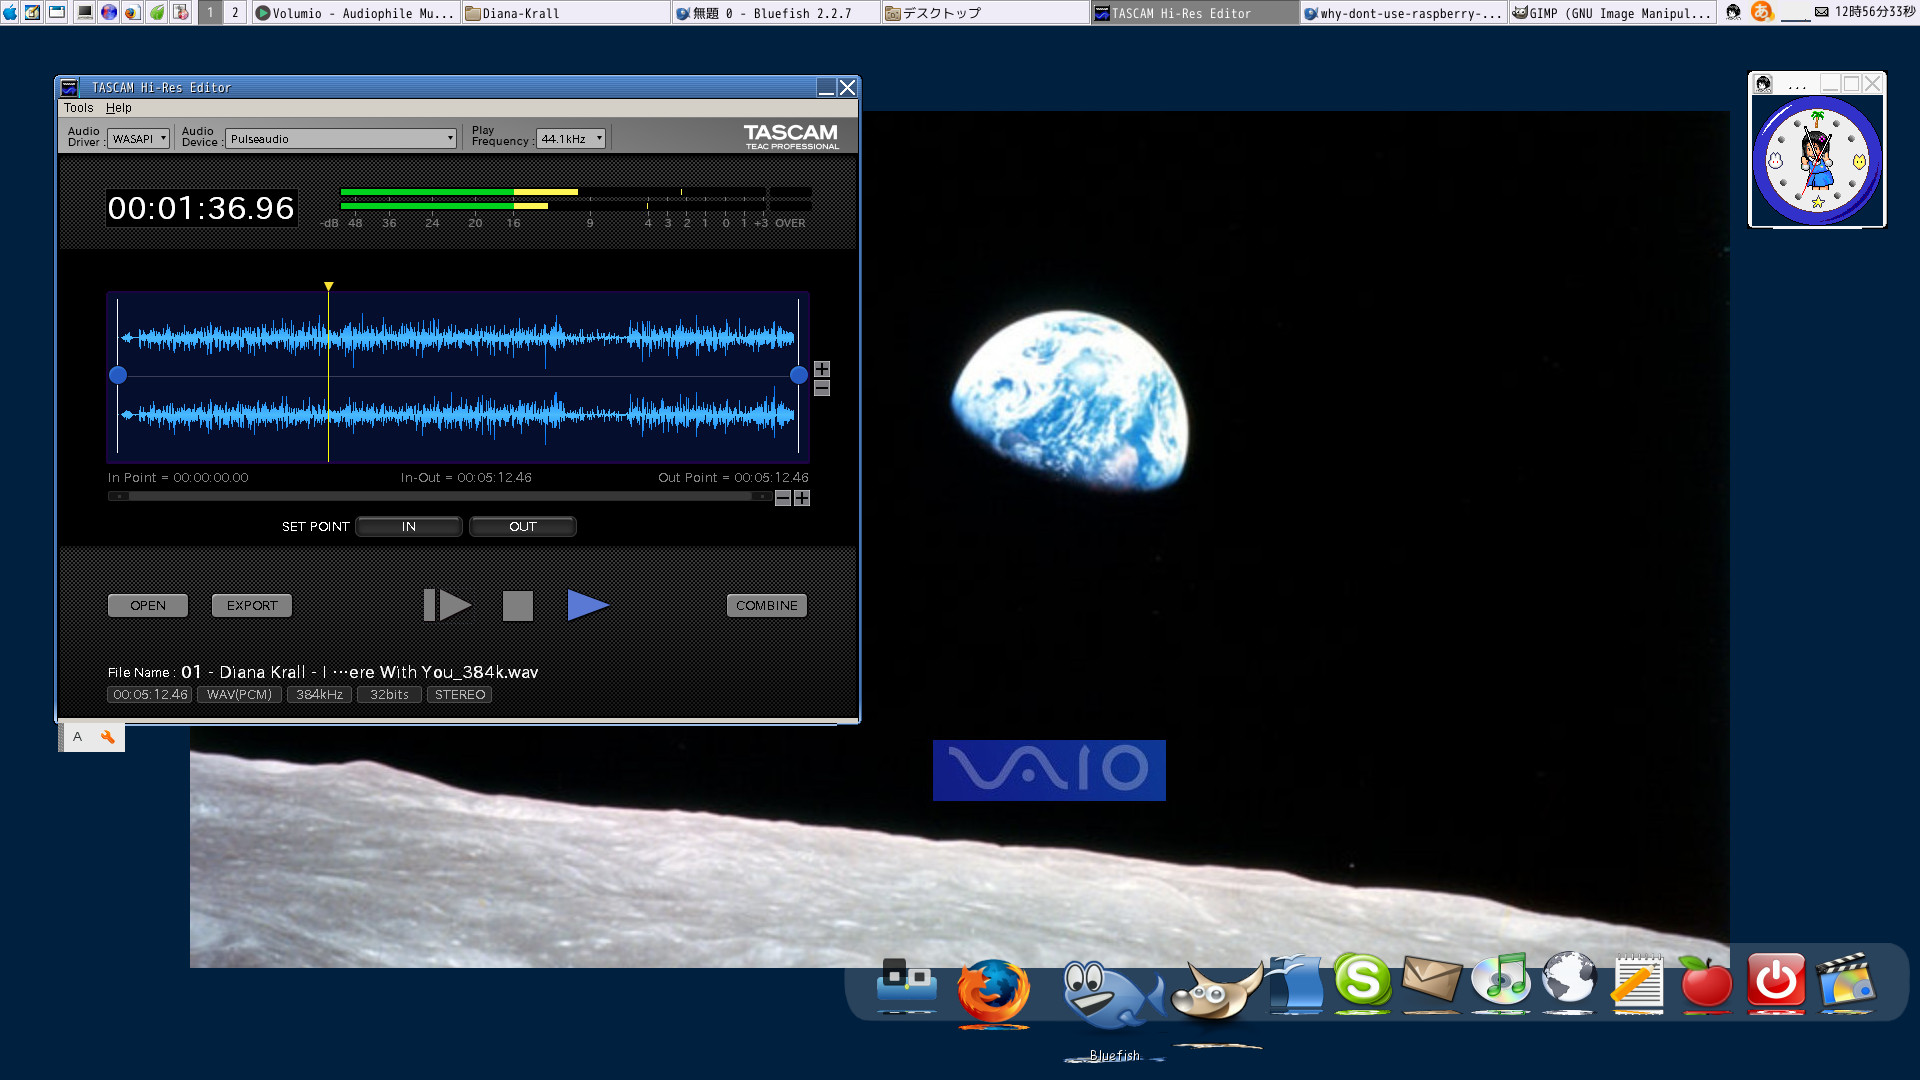 1 2 Volumio - Audiophile Mu... Diana-Krall 無題 0 - Bluefish 2.2.7 デスクトップ TASCAM Hi-Res Editor why-dont-use-raspberry-... GIMP (GNU Image Manipul... あ 12時56分33秒
TASCAM Hi-Res Editor
...
Tools Help
Audio Driver : WASAPI Audio Device : Pulseaudio Play Frequency : 44.1kHz
TASCAM
TEAC PROFESSIONAL
00:01:36.96
-dB 48 36 24 20 16 9 4 3 2 1 0 1 +3 OVER
In Point = 00:00:00.00 In-Out = 00:05:12.46 Out Point = 00:05:12.46
SET POINT IN OUT
OPEN EXPORT COMBINE
File Name : 01 - Diana Krall - I ···ere With You_384k.wav
00:05:12.46 WAV(PCM) 384kHz 32bits STEREO
A
VAIO
S
Bluefish